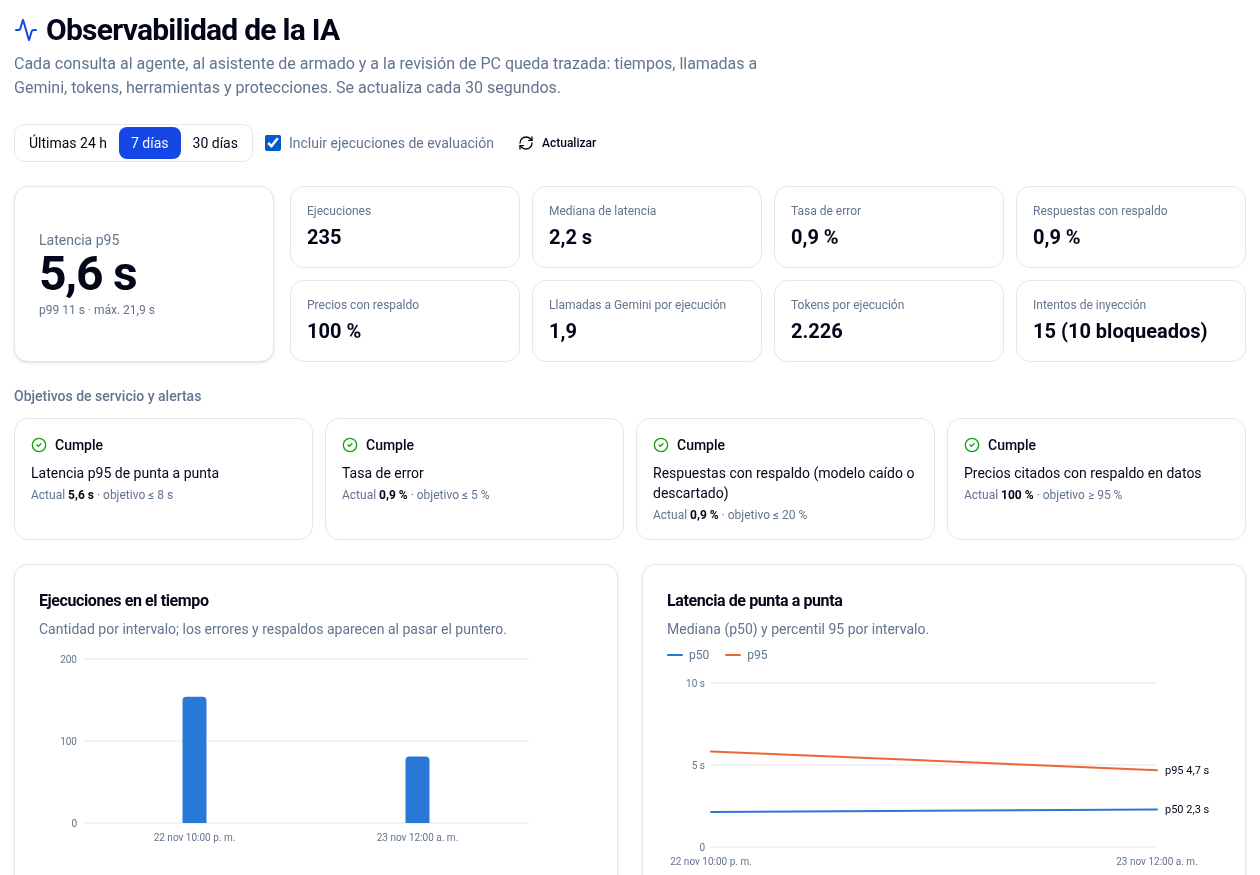 Observabilidad de la IA
Cada consulta al agente, al asistente de armado y a la revisión de PC queda trazada: tiempos, llamadas a
Gemini, tokens, herramientas y protecciones. Se actualiza cada 30 segundos.
Últimas 24 h
7 días
30 días
Incluir ejecuciones de evaluación
Actualizar
Latencia p95
5,6 s
p99 11 s · máx. 21,9 s
Ejecuciones
235
Mediana de latencia
2,2 s
Tasa de error
0,9 %
Respuestas con respaldo
0,9 %
Precios con respaldo
100 %
Llamadas a Gemini por ejecución
1,9
Tokens por ejecución
2.226
Intentos de inyección
15 (10 bloqueados)
Objetivos de servicio y alertas
Cumple
Latencia p95 de punta a punta
Actual 5,6 s · objetivo ≤ 8 s
Cumple
Tasa de error
Actual 0,9 % · objetivo ≤ 5 %
Cumple
Respuestas con respaldo (modelo caído o
descartado)
Actual 0,9 % · objetivo ≤ 20 %
Cumple
Precios citados con respaldo en datos
Actual 100 % · objetivo ≥ 95 %
Ejecuciones en el tiempo
Cantidad por intervalo; los errores y respaldos aparecen al pasar el puntero.
200
100
0
22 nov 10:00 p. m.
23 nov 12:00 a. m.
Latencia de punta a punta
Mediana (p50) y percentil 95 por intervalo.
p50
p95
10 s
5 s
0
p95 4,7 s
p50 2,3 s
22 nov 10:00 p. m.
23 nov 12:00 a. m.